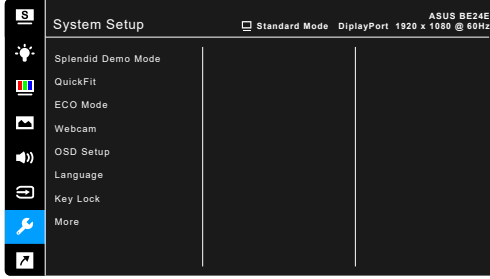 S
System Setup
Standard Mode DiplayPort 1920 x 1080 @ 60Hz
ASUS BE24E
Splendid Demo Mode
QuickFit
ECO Mode
Webcam
OSD Setup
Language
Key Lock
More